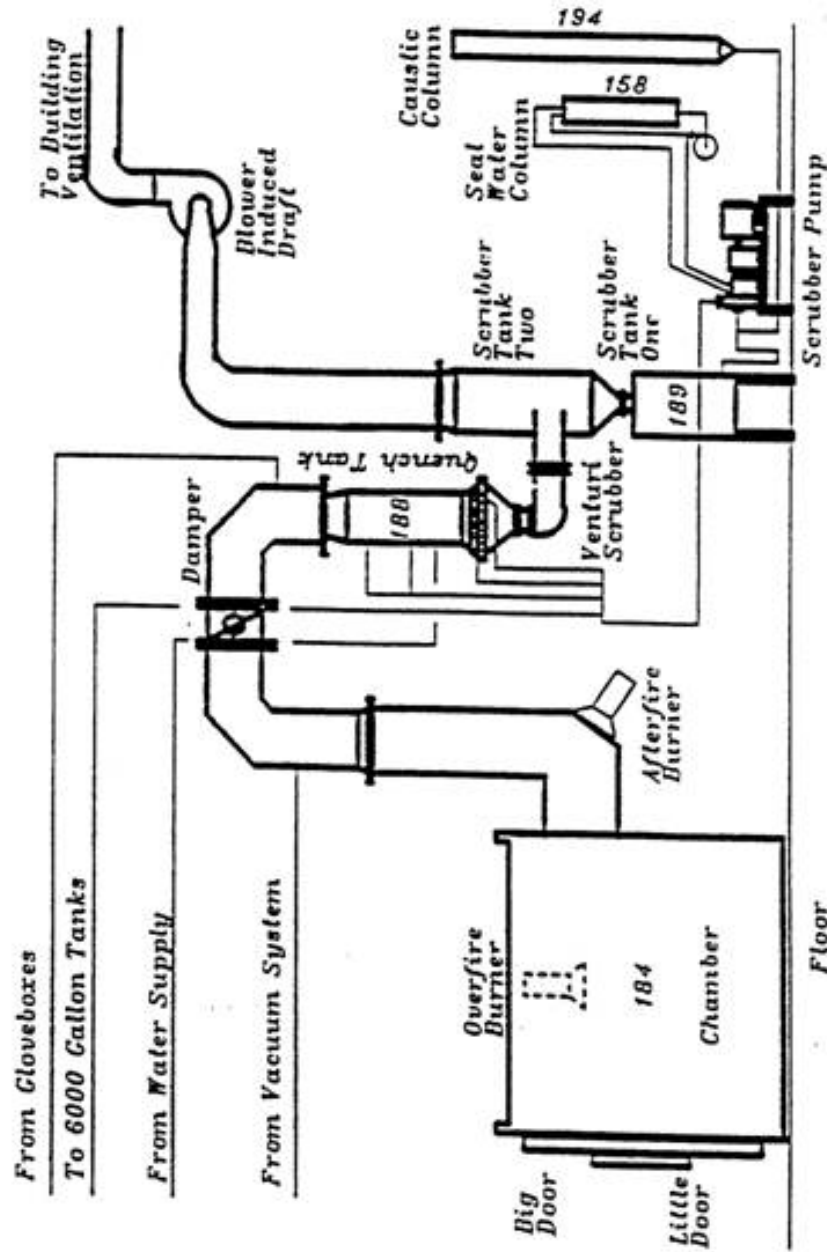 From Gloveboxes
To 6000 Gallon Tanks
From Water Supply
From Vacuum System
Damper
Quench Tank
188
To Building
Ventilation
Blower
Induced
Draft
Caustic
Column
194
Seal
Water
Column
158
Scrubber
Tank
Two
Scrubber
Tank
One
189
Venturi
Scrubber
Scrubber Pump
Afterfire
Burner
Overfire
Burner
184
Chamber
Big
Door
Little
Door
Floor